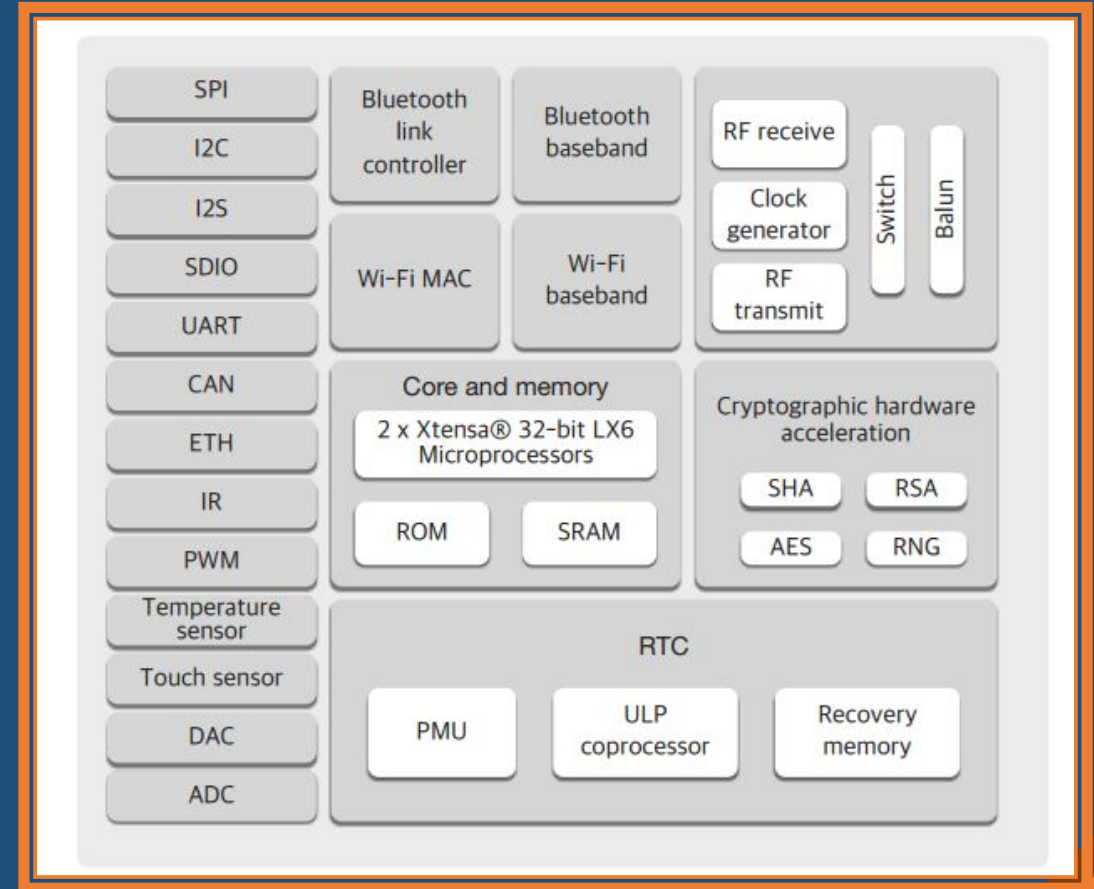 SPI
I2C
I2S
SDIO
UART
CAN
ETH
IR
PWM
Temperature
sensor
Touch sensor
DAC
ADC
Bluetooth
link
controller
Bluetooth
baseband
Wi-Fi MAC
Wi-Fi
baseband
RF receive
Clock
generator
RF
transmit
Switch
Balun
Core and memory
2 x Xtensa® 32-bit LX6
Microprocessors
ROM
SRAM
Cryptographic hardware
acceleration
SHA
RSA
AES
RNG
RTC
PMU
ULP
coprocessor
Recovery
memory